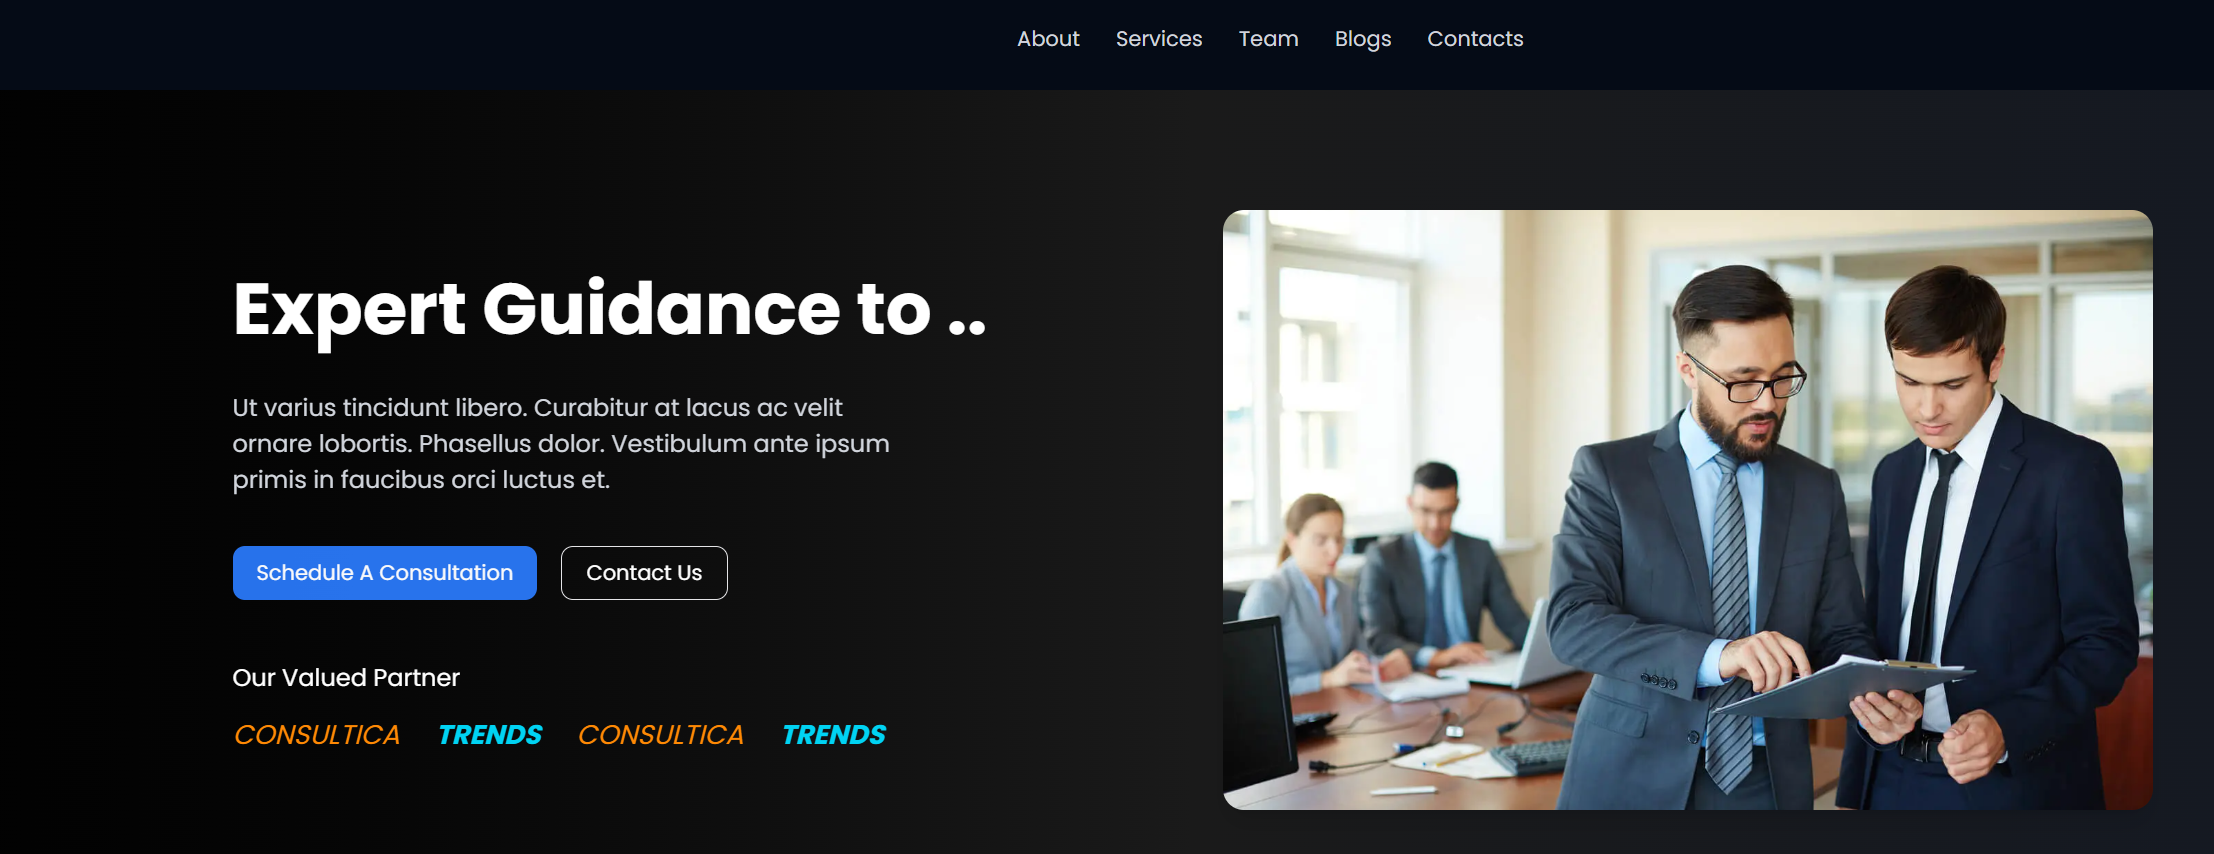 About Services Team Blogs Contacts
Expert Guidance to ..
Ut varius tincidunt libero. Curabitur at lacus ac velit
ornare lobortis. Phasellus dolor. Vestibulum ante ipsum
primis in faucibus orci luctus et.
Schedule A Consultation Contact Us
Our Valued Partner
CONSULTICA TRENDS CONSULTICA TRENDS